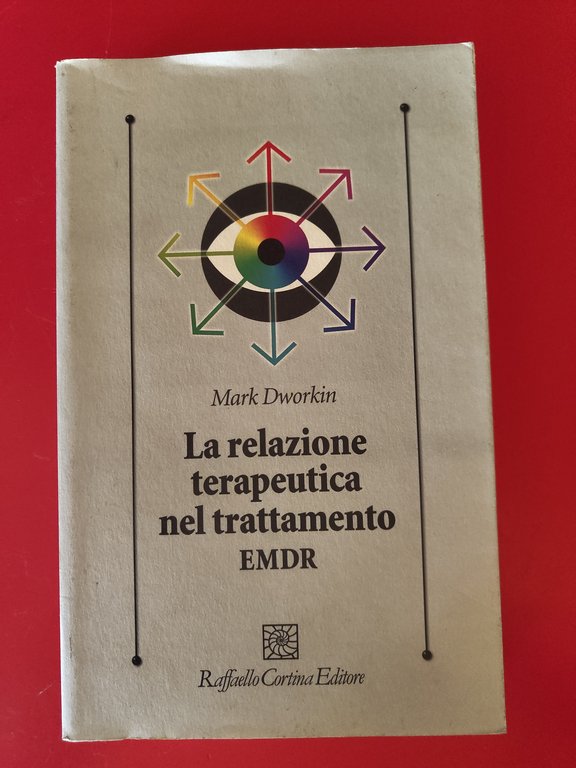 Mark Dworkin
La relazione
terapeutica
nel trattamento
EMDR
Raffaello Cortina Editore